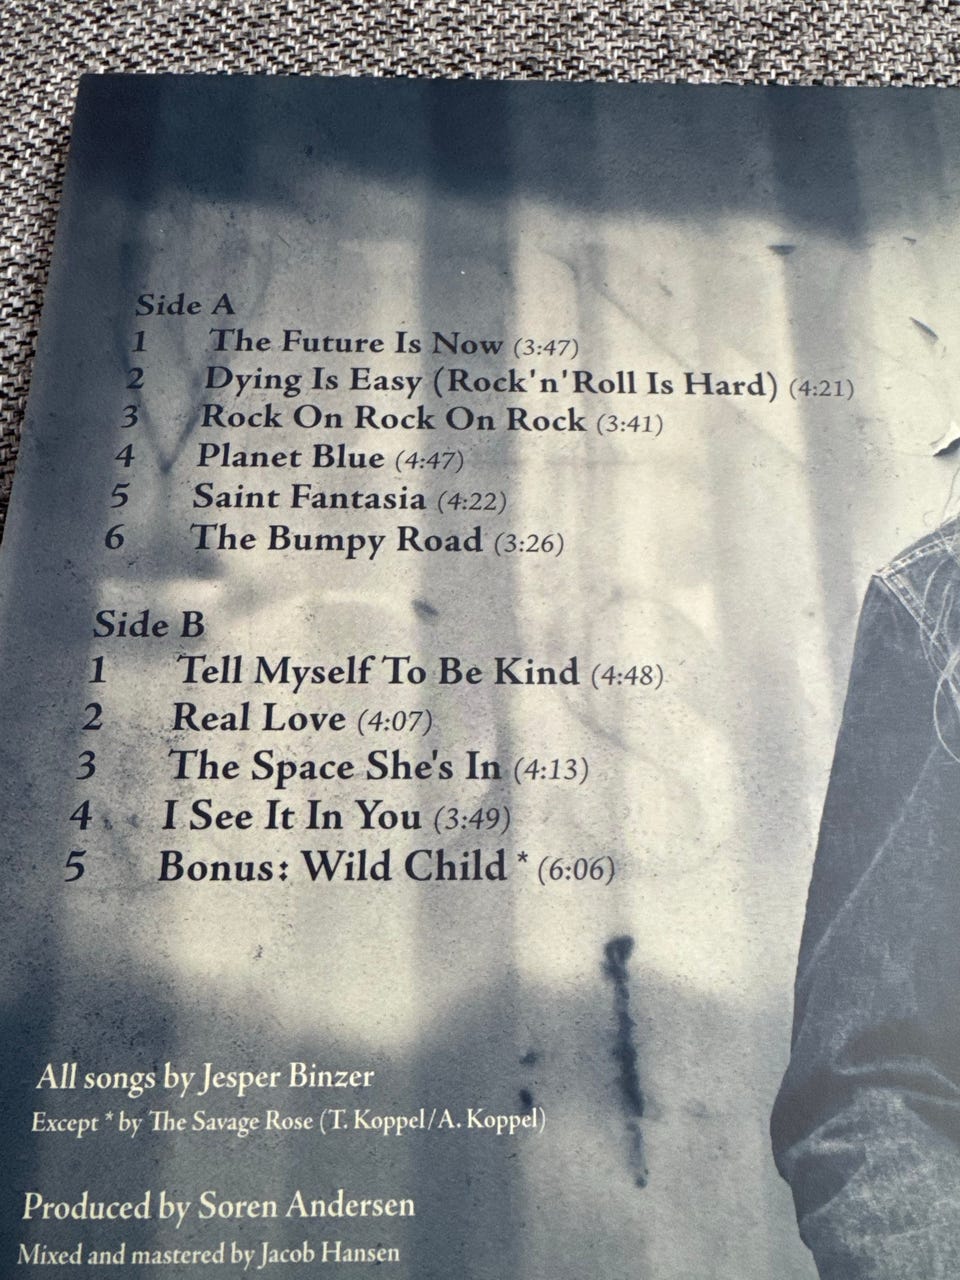 Side A
1 The Future Is Now (3:47)
2 Dying Is Easy (Rock'n'Roll Is Hard) (4:21)
3 Rock On Rock On Rock (3:41)
4 Planet Blue (4:47)
5 Saint Fantasia (4:22)
6 The Bumpy Road (3:26)
Side B
1 Tell Myself To Be Kind (4:48)
2 Real Love (4:07)
3 The Space She's In (4:13)
4 I See It In You (3:49)
5 Bonus: Wild Child * (6:06)
All songs by Jesper Binzer
Except * by The Savage Rose (T. Koppel/A. Koppel)
Produced by Soren Andersen
Mixed and mastered by Jacob Hansen